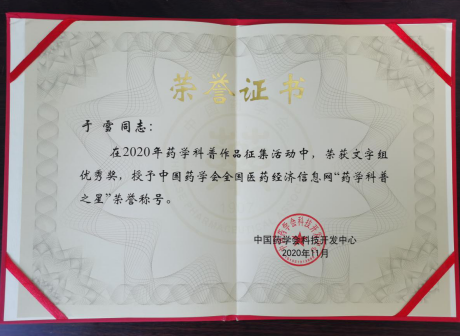 荣誉证书
于 雪 同志：
在2020年药学科普作品征集活动中，荣获文字组
优秀奖，授予中国药学会全国医药经济信息网“药学科普
之星”荣誉称号。
中国药学会科技开发中心
2020年11月